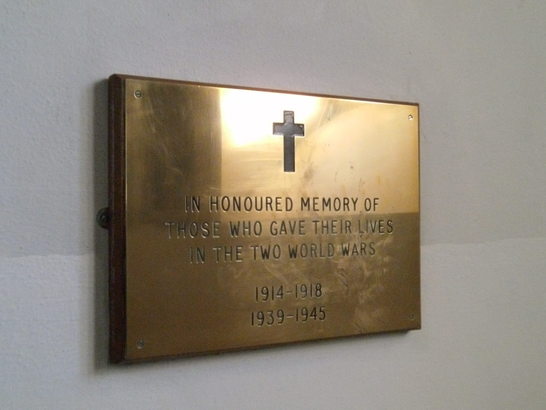 IN HONOURED MEMORY OF
THOSE WHO GAVE THEIR LIVES
IN THE TWO WORLD WARS
1914-1918
1939-1945